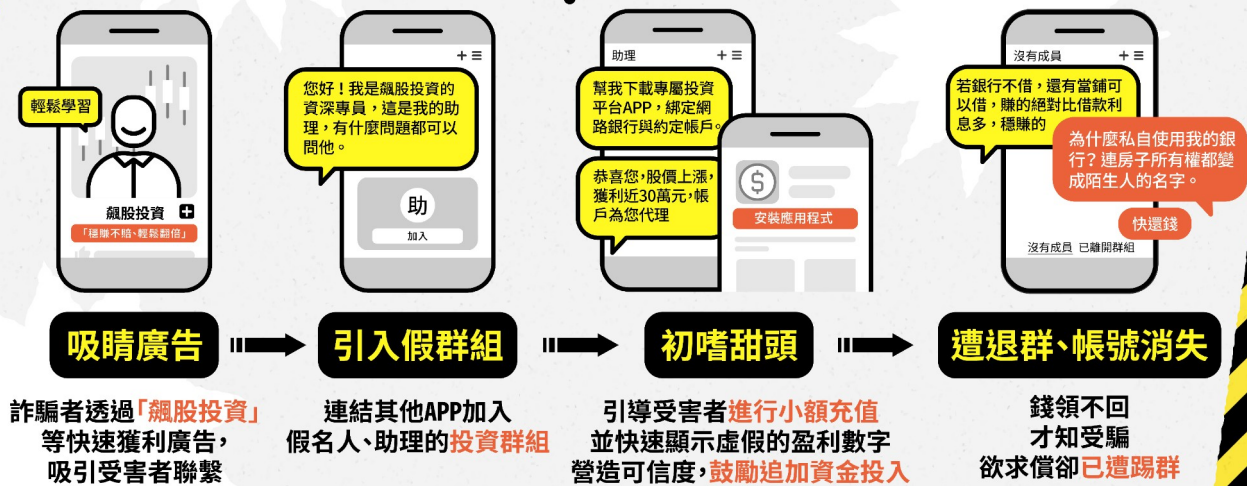 輕鬆學習
飆股投資
「穩賺不賠、輕鬆翻倍」
您好！我是飆股投資的
資深專員，這是我的助
理，有什麼問題都可以
問他。
助
加入
助理
幫我下載專屬投資
平台APP，綁定網
路銀行與約定帳戶。
恭喜您，股價上漲，
獲利近30萬元，帳
戶為您代理
安裝應用程式
沒有成員
若銀行不借，還有當鋪可
以借，賺的絕對比借款利
息多，穩賺的
為什麼私自使用我的銀
行？連房子所有權都變
成陌生人的名字。
快還錢
沒有成員 已離開群組
吸睛廣告
引入假群組
初嗜甜頭
遭退群、帳號消失
詐騙者透過「飆股投資」
等快速獲利廣告，
吸引受害者聯繫
連結其他APP加入
假名人、助理的投資群組
引導受害者進行小額充值
並快速顯示虛假的盈利數字
營造可信度，鼓勵追加資金投入
錢領不回
才知受騙
欲求償卻已遭踢群